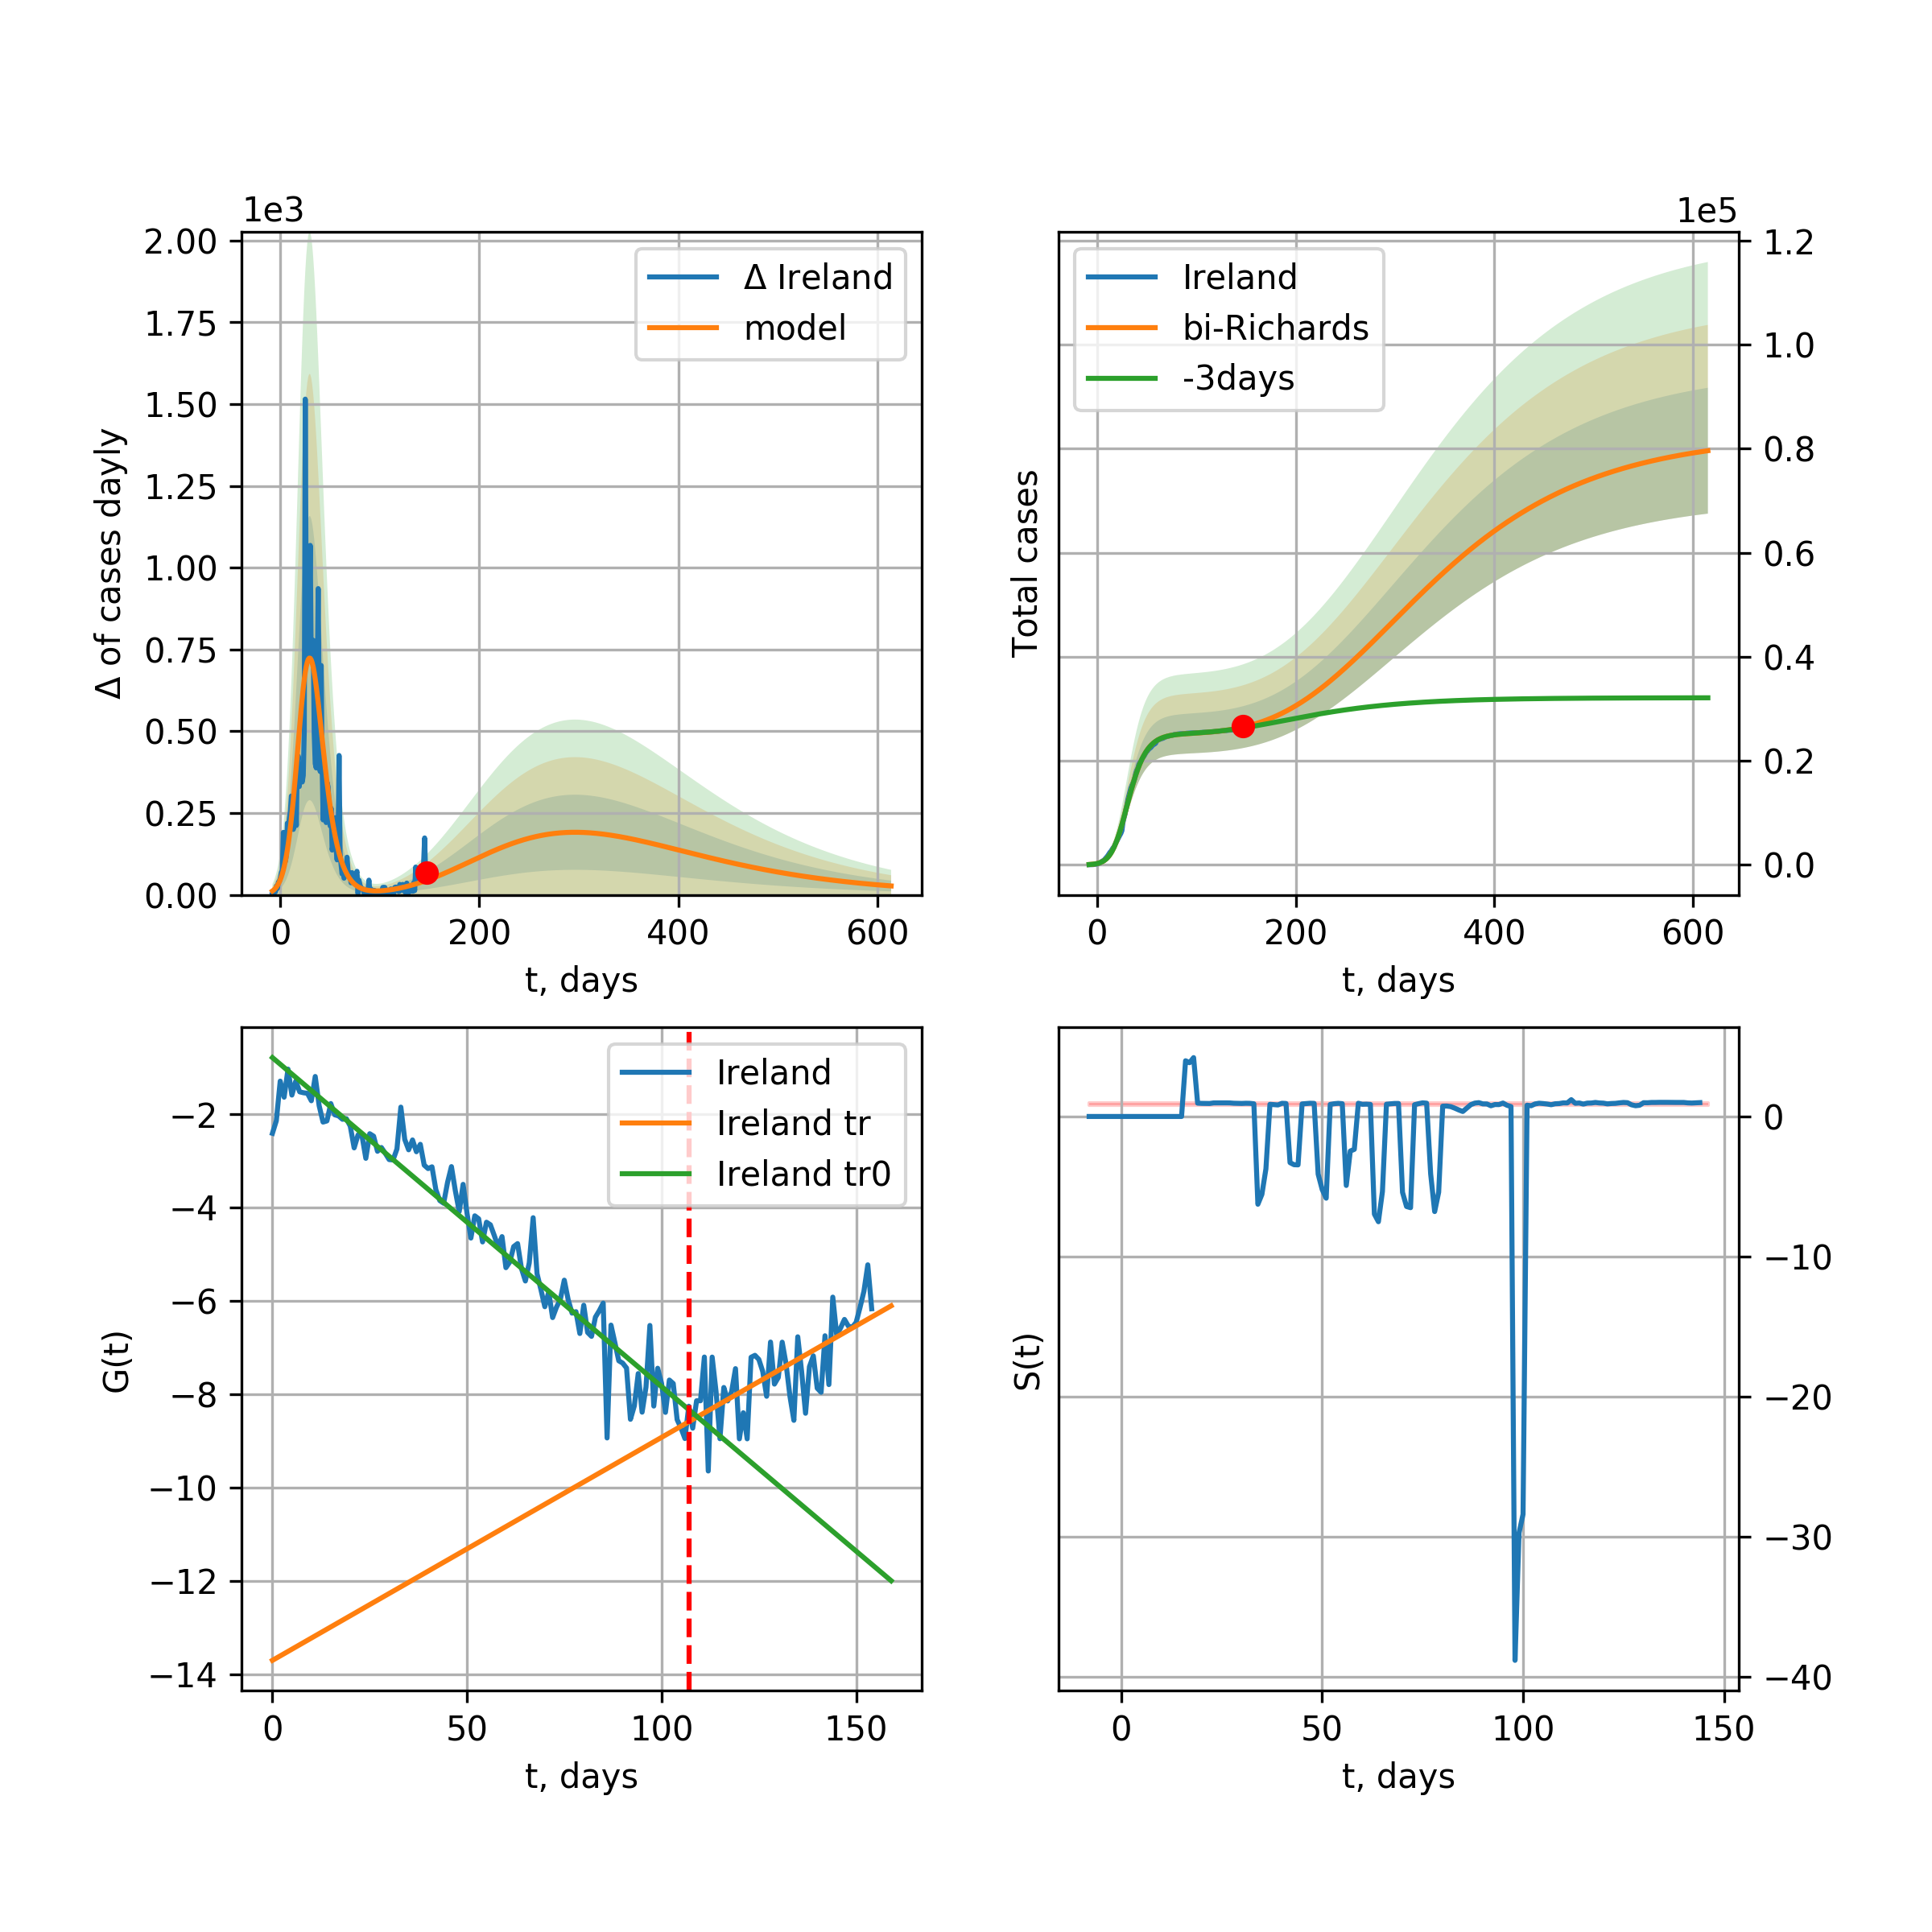 1e3
2.00
1.75
1.50
1.25
1.00
0.75
0.50
0.25
0.00
Δ of cases dayly
Δ Ireland
model
0 200 400 600
t, days
1e5
1.2
1.0
0.8
0.6
0.4
0.2
0.0
Total cases
Ireland
bi-Richards
-3days
0 200 400 600
t, days
−2
−4
−6
−8
−10
−12
−14
G(t)
Ireland
Ireland tr
Ireland tr0
0 50 100 150
t, days
0
−10
−20
−30
−40
S(t)
0 50 100 150
t, days